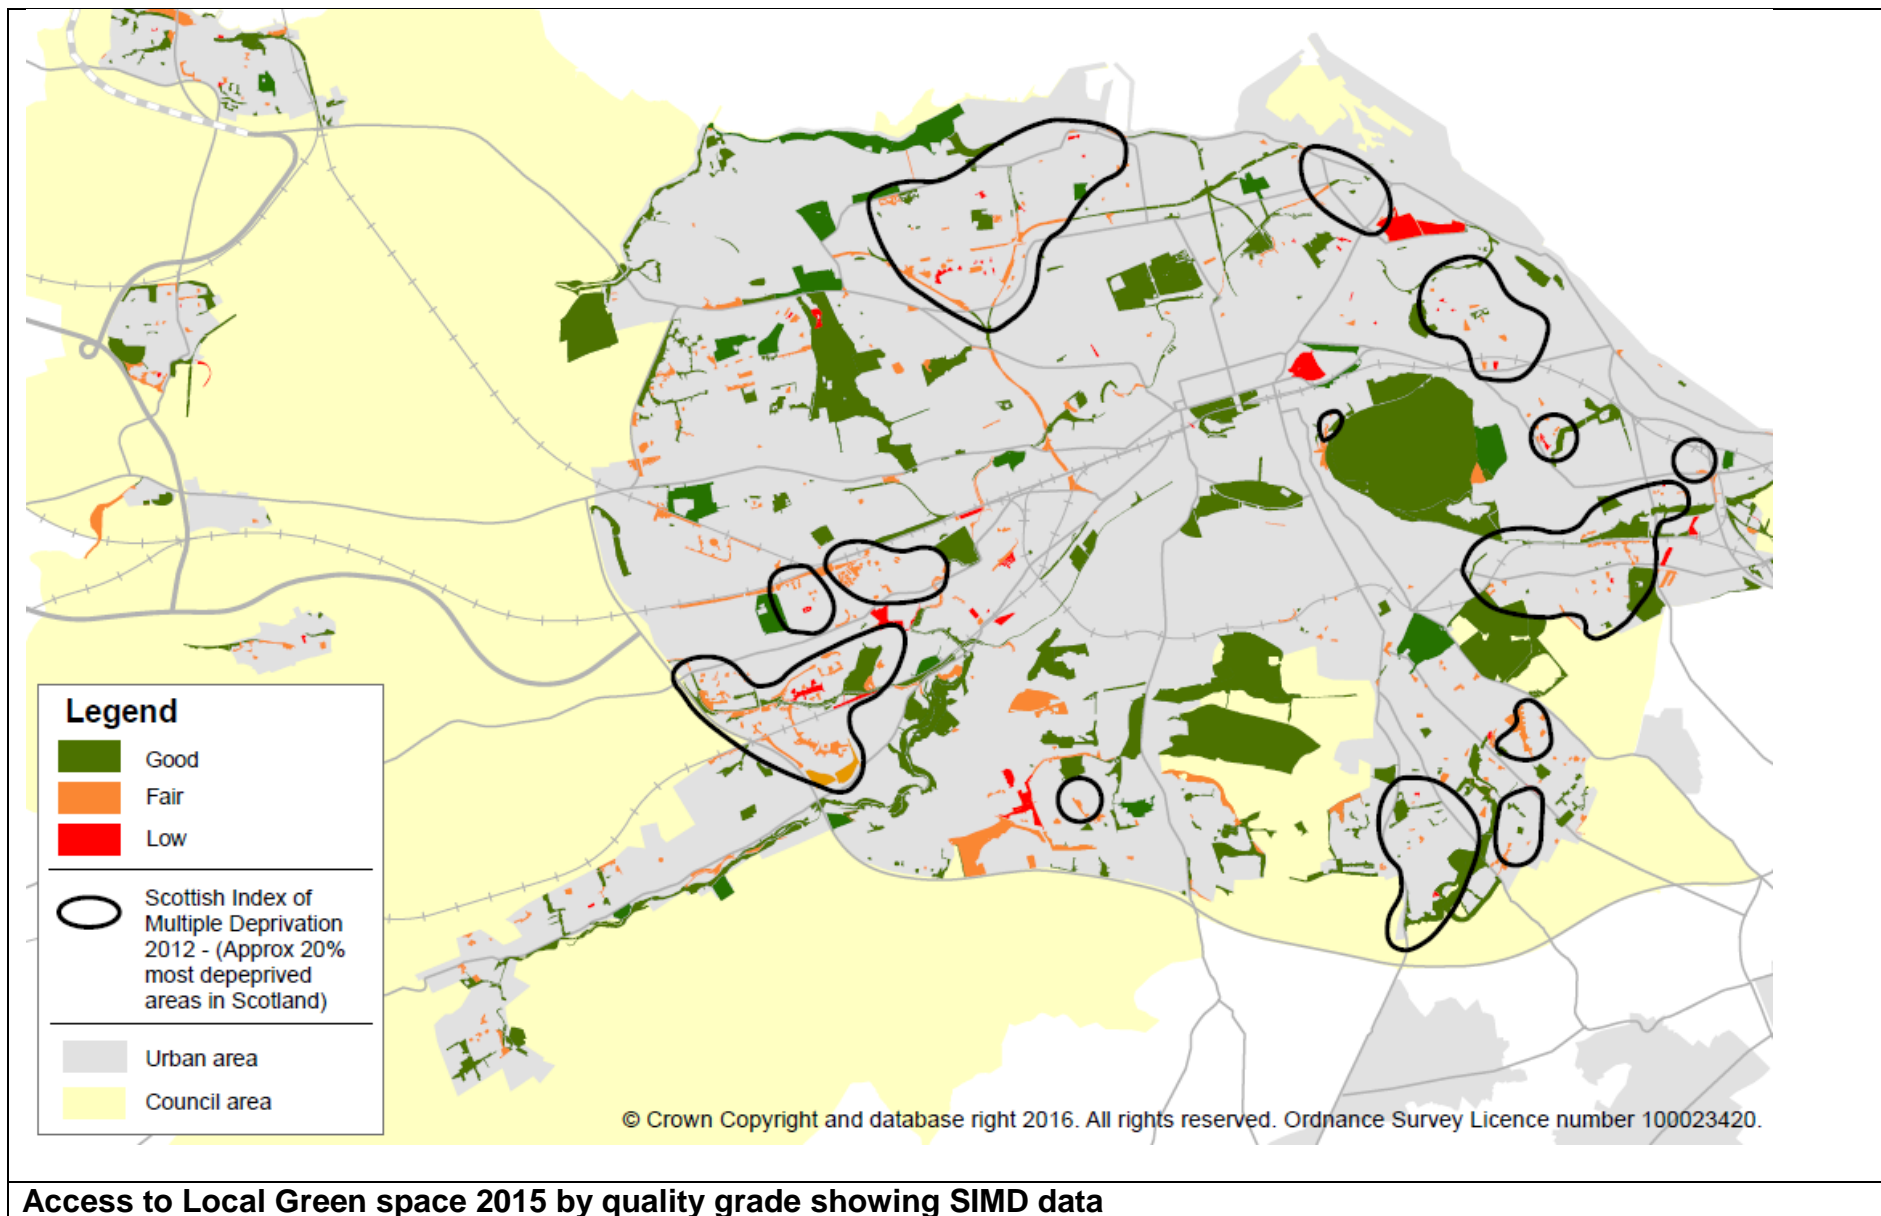 Legend
Good
Fair
Low
Scottish Index of
Multiple Deprivation
2012 - (Approx 20%
most depeprived
areas in Scotland)
Urban area
Council area
© Crown Copyright and database right 2016. All rights reserved. Ordnance Survey Licence number 100023420.
Access to Local Green space 2015 by quality grade showing SIMD data